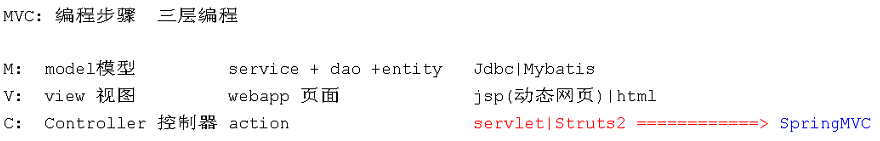 MVC: 编程步骤 三层编程
M: model模型 service + dao +entity Jdbc|Mybatis
V: view 视图 webapp 页面 jsp(动态网页)|html
C: Controller 控制器 action servlet|Struts2 ============> SpringMVC